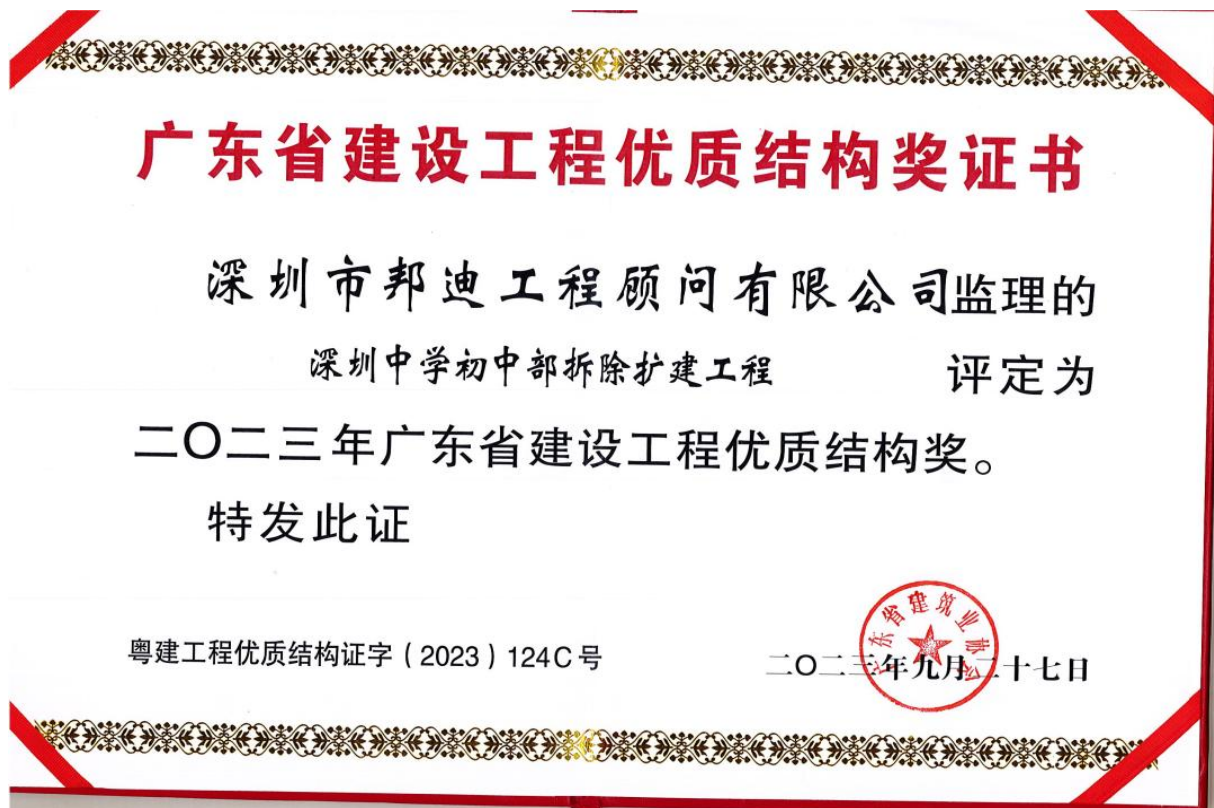 广东省建设工程优质结构奖证书
深圳市邦迪工程顾问有限公司监理的
深圳中学初中部拆除扩建工程 评定为
二〇二三年广东省建设工程优质结构奖。
特发此证
粤建工程优质结构证字（2023）124C号
二〇二三年九月二十七日
广东省建筑业协会